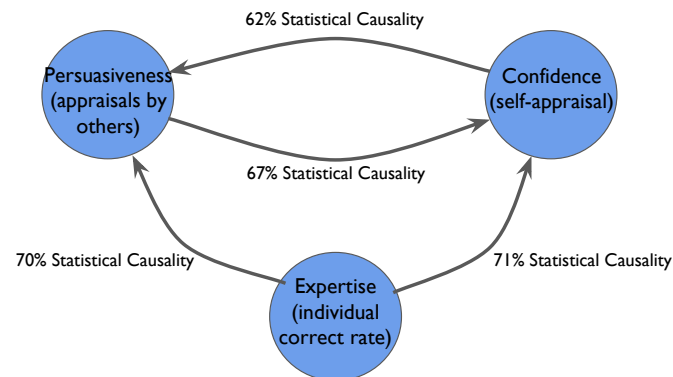 62% Statistical Causality
Persuasiveness
(appraisals by
others)
Confidence
(self-appraisal)
67% Statistical Causality
70% Statistical Causality
71% Statistical Causality
Expertise
(individual
correct rate)